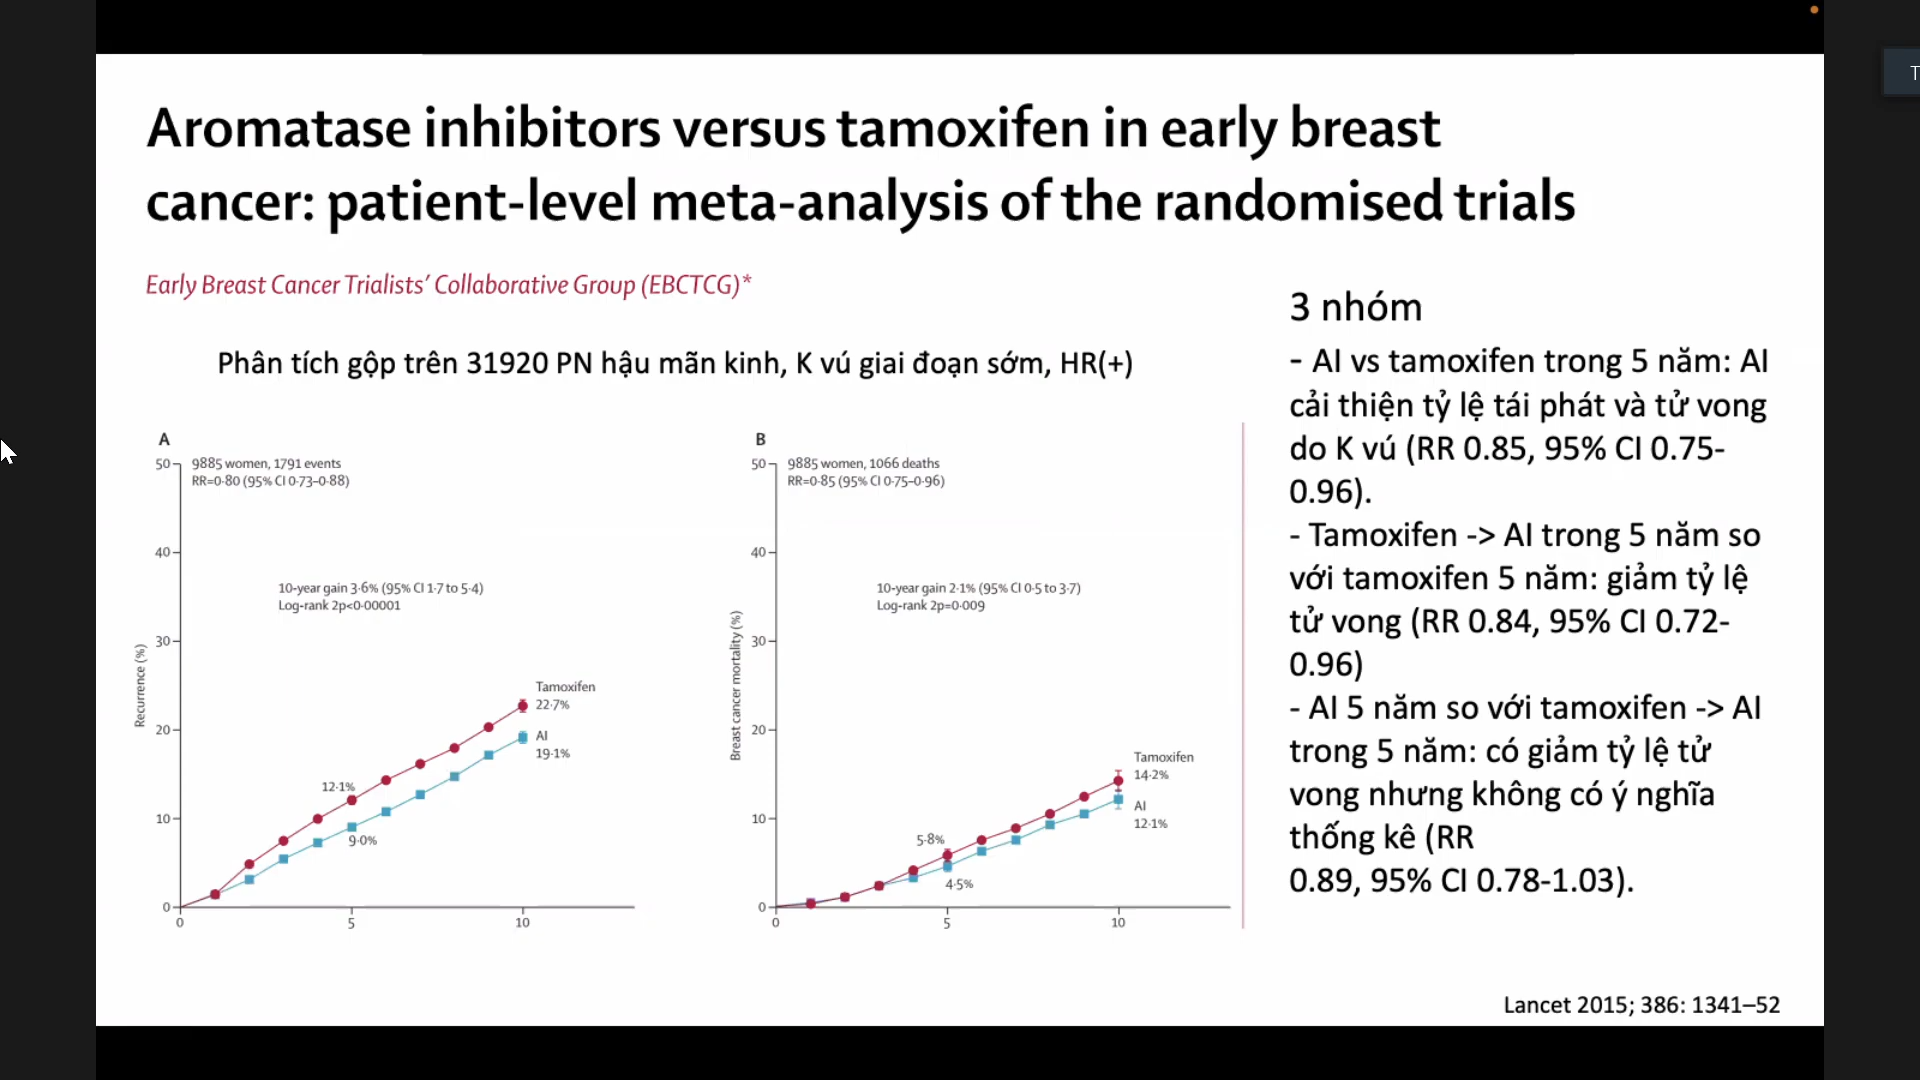 T
Aromatase inhibitors versus tamoxifen in early breast
cancer: patient-level meta-analysis of the randomised trials
Early Breast Cancer Trialists’ Collaborative Group (EBCTCG)*
Phân tích gộp trên 31920 PN hậu mãn kinh, K vú giai đoạn sớm, HR(+)
A
9885 women, 1791 events
RR=0·80 (95% CI 0·73–0·88)
10-year gain 3·6% (95% CI 1·7 to 5·4)
Log-rank 2p<0·00001
Recurrence (%)
50
40
30
20
10
0
0
5
10
Tamoxifen
22·7%
AI
19·1%
12·1%
9·0%
B
9885 women, 1066 deaths
RR=0·85 (95% CI 0·75–0·96)
10-year gain 2·1% (95% CI 0·5 to 3·7)
Log-rank 2p=0·009
Breast cancer mortality (%)
50
40
30
20
10
0
0
5
10
Tamoxifen
14·2%
AI
12·1%
5·8%
4·5%
3 nhóm
- AI vs tamoxifen trong 5 năm: AI
cải thiện tỷ lệ tái phát và tử vong
do K vú (RR 0.85, 95% CI 0.75-
0.96).
- Tamoxifen -> AI trong 5 năm so
với tamoxifen 5 năm: giảm tỷ lệ
tử vong (RR 0.84, 95% CI 0.72-
0.96)
- AI 5 năm so với tamoxifen -> AI
trong 5 năm: có giảm tỷ lệ tử
vong nhưng không có ý nghĩa
thống kê (RR
0.89, 95% CI 0.78-1.03).
Lancet 2015; 386: 1341–52